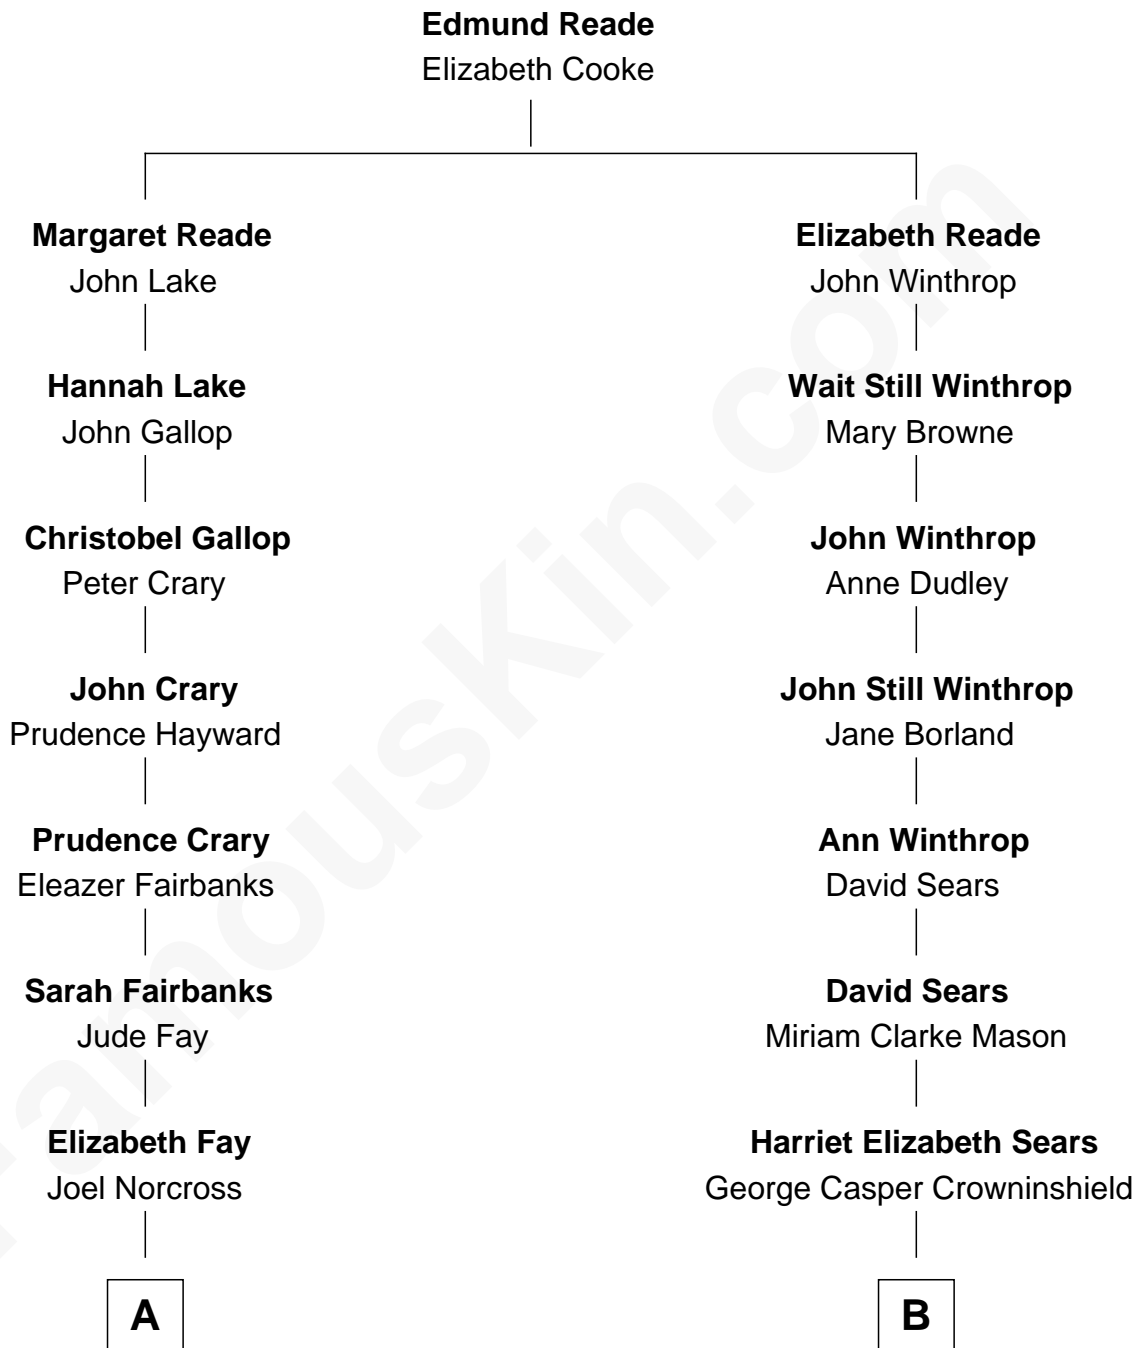 Edmund Reade
Elizabeth Cooke
Margaret Reade
John Lake
Elizabeth Reade
John Winthrop
Hannah Lake
John Gallop
Wait Still Winthrop
Mary Browne
Christobel Gallop
Peter Crary
John Winthrop
Anne Dudley
John Crary
Prudence Hayward
John Still Winthrop
Jane Borland
Prudence Crary
Eleazer Fairbanks
Ann Winthrop
David Sears
Sarah Fairbanks
Jude Fay
David Sears
Miriam Clarke Mason
Elizabeth Fay
Joel Norcross
Harriet Elizabeth Sears
George Casper Crowninshield
A
B
FamousKin.com